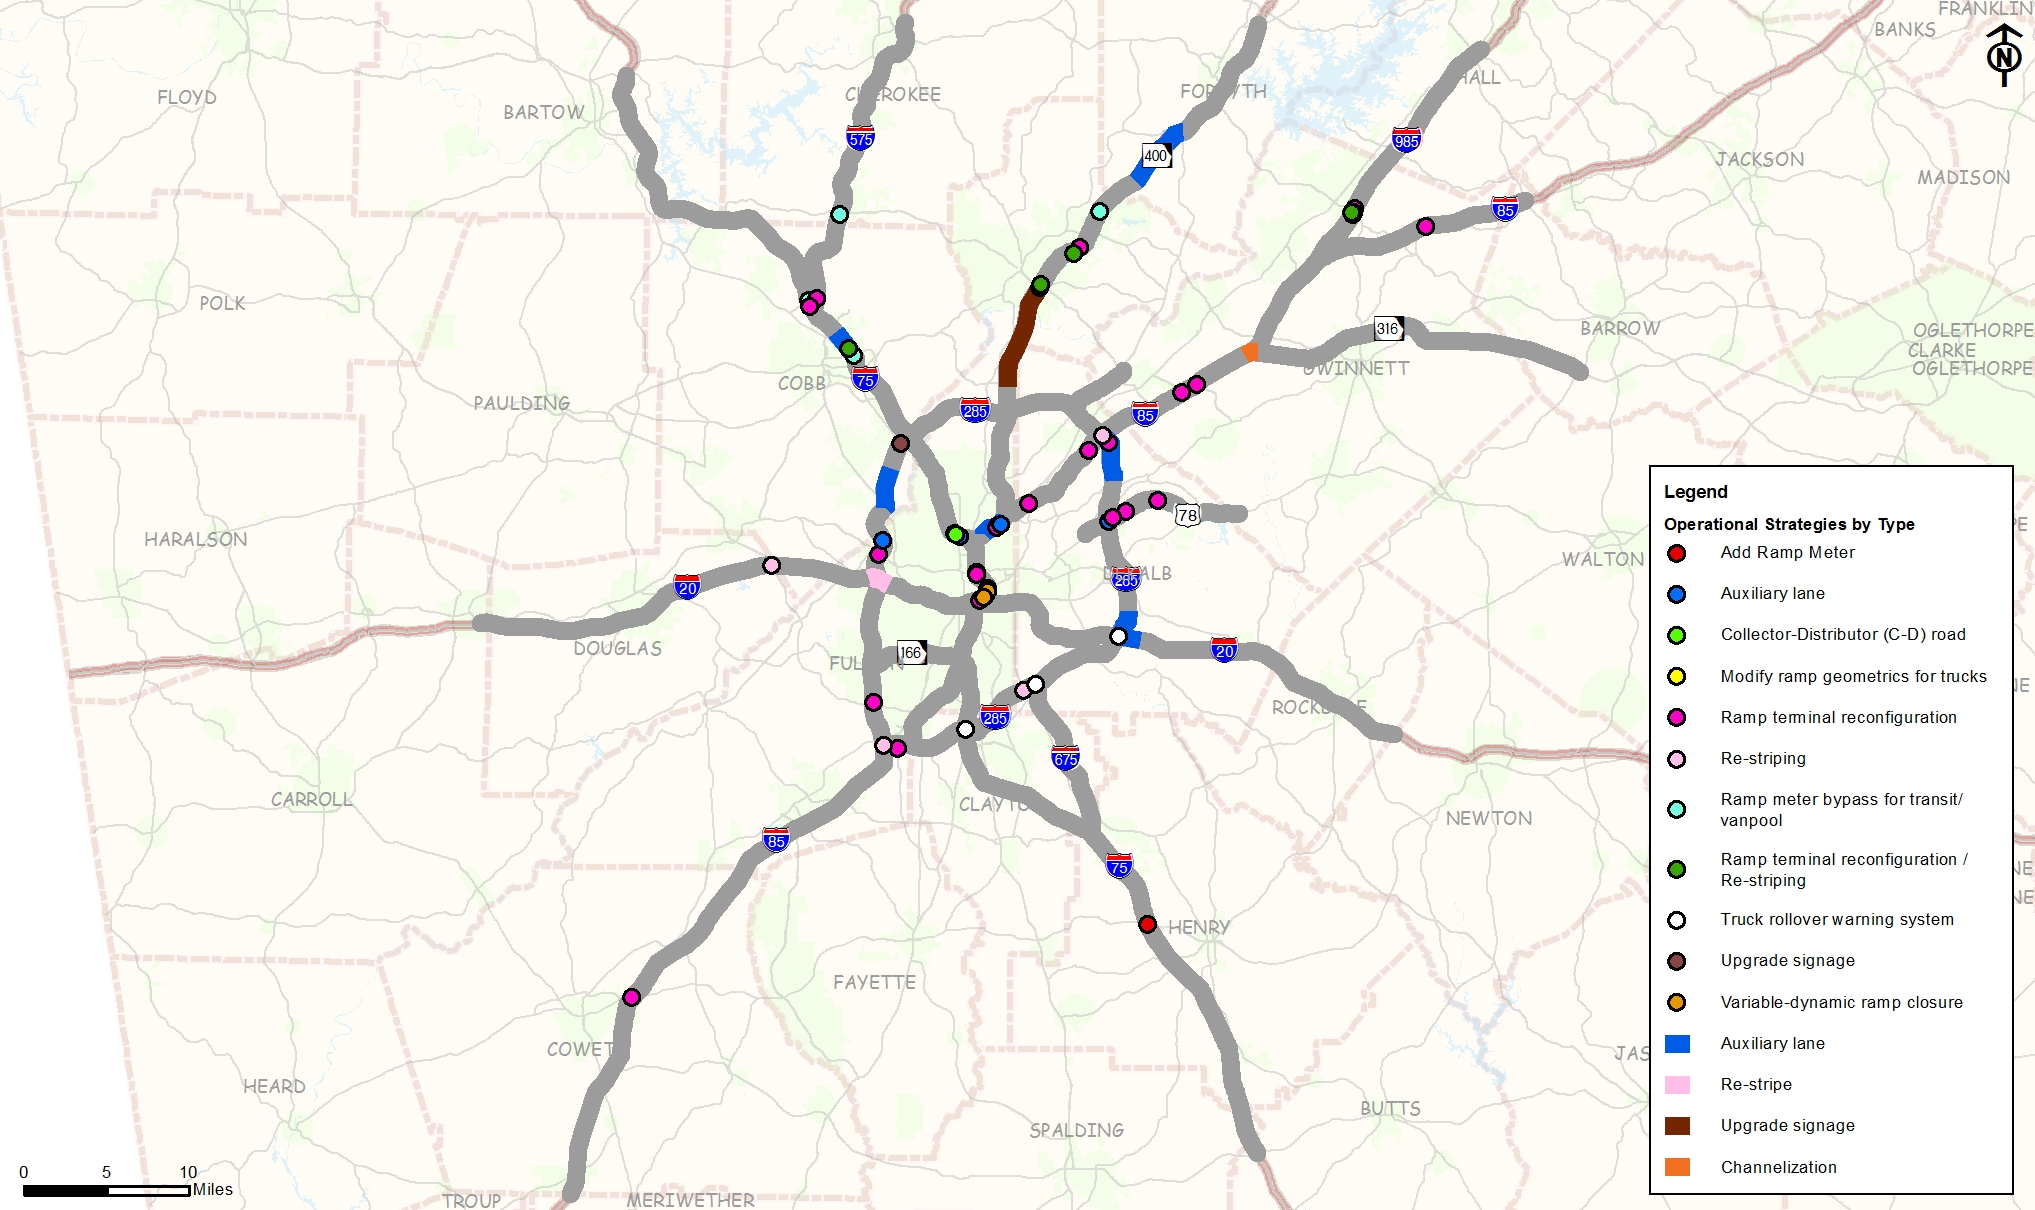 FRANKLIN
BANKS
N
HALL
FLOYD
BARTOW
CHEROKEE
FORSYTH
575
985
400
JACKSON
MADISON
85
POLK
316
BARROW
OGLETHORPE
CLARKE
OGLETHORPE
GWINNETT
COBB
75
PAULDING
285
85
HARALSON
78
WALTON
20
285
DEKALB
DOUGLAS
166
FULTON
20
ROCKDALE
285
675
CARROLL
CLAYTON
NEWTON
85
75
HENRY
FAYETTE
COWET
HEARD
JAS
BUTTS
SPALDING
TROUP
MERIWETHER
0 5 10
Miles
Legend
Operational Strategies by Type
Add Ramp Meter
Auxiliary lane
Collector-Distributor (C-D) road
Modify ramp geometrics for trucks
Ramp terminal reconfiguration
Re-striping
Ramp meter bypass for transit/
vanpool
Ramp terminal reconfiguration /
Re-striping
Truck rollover warning system
Upgrade signage
Variable-dynamic ramp closure
Auxiliary lane
Re-stripe
Upgrade signage
Channelization